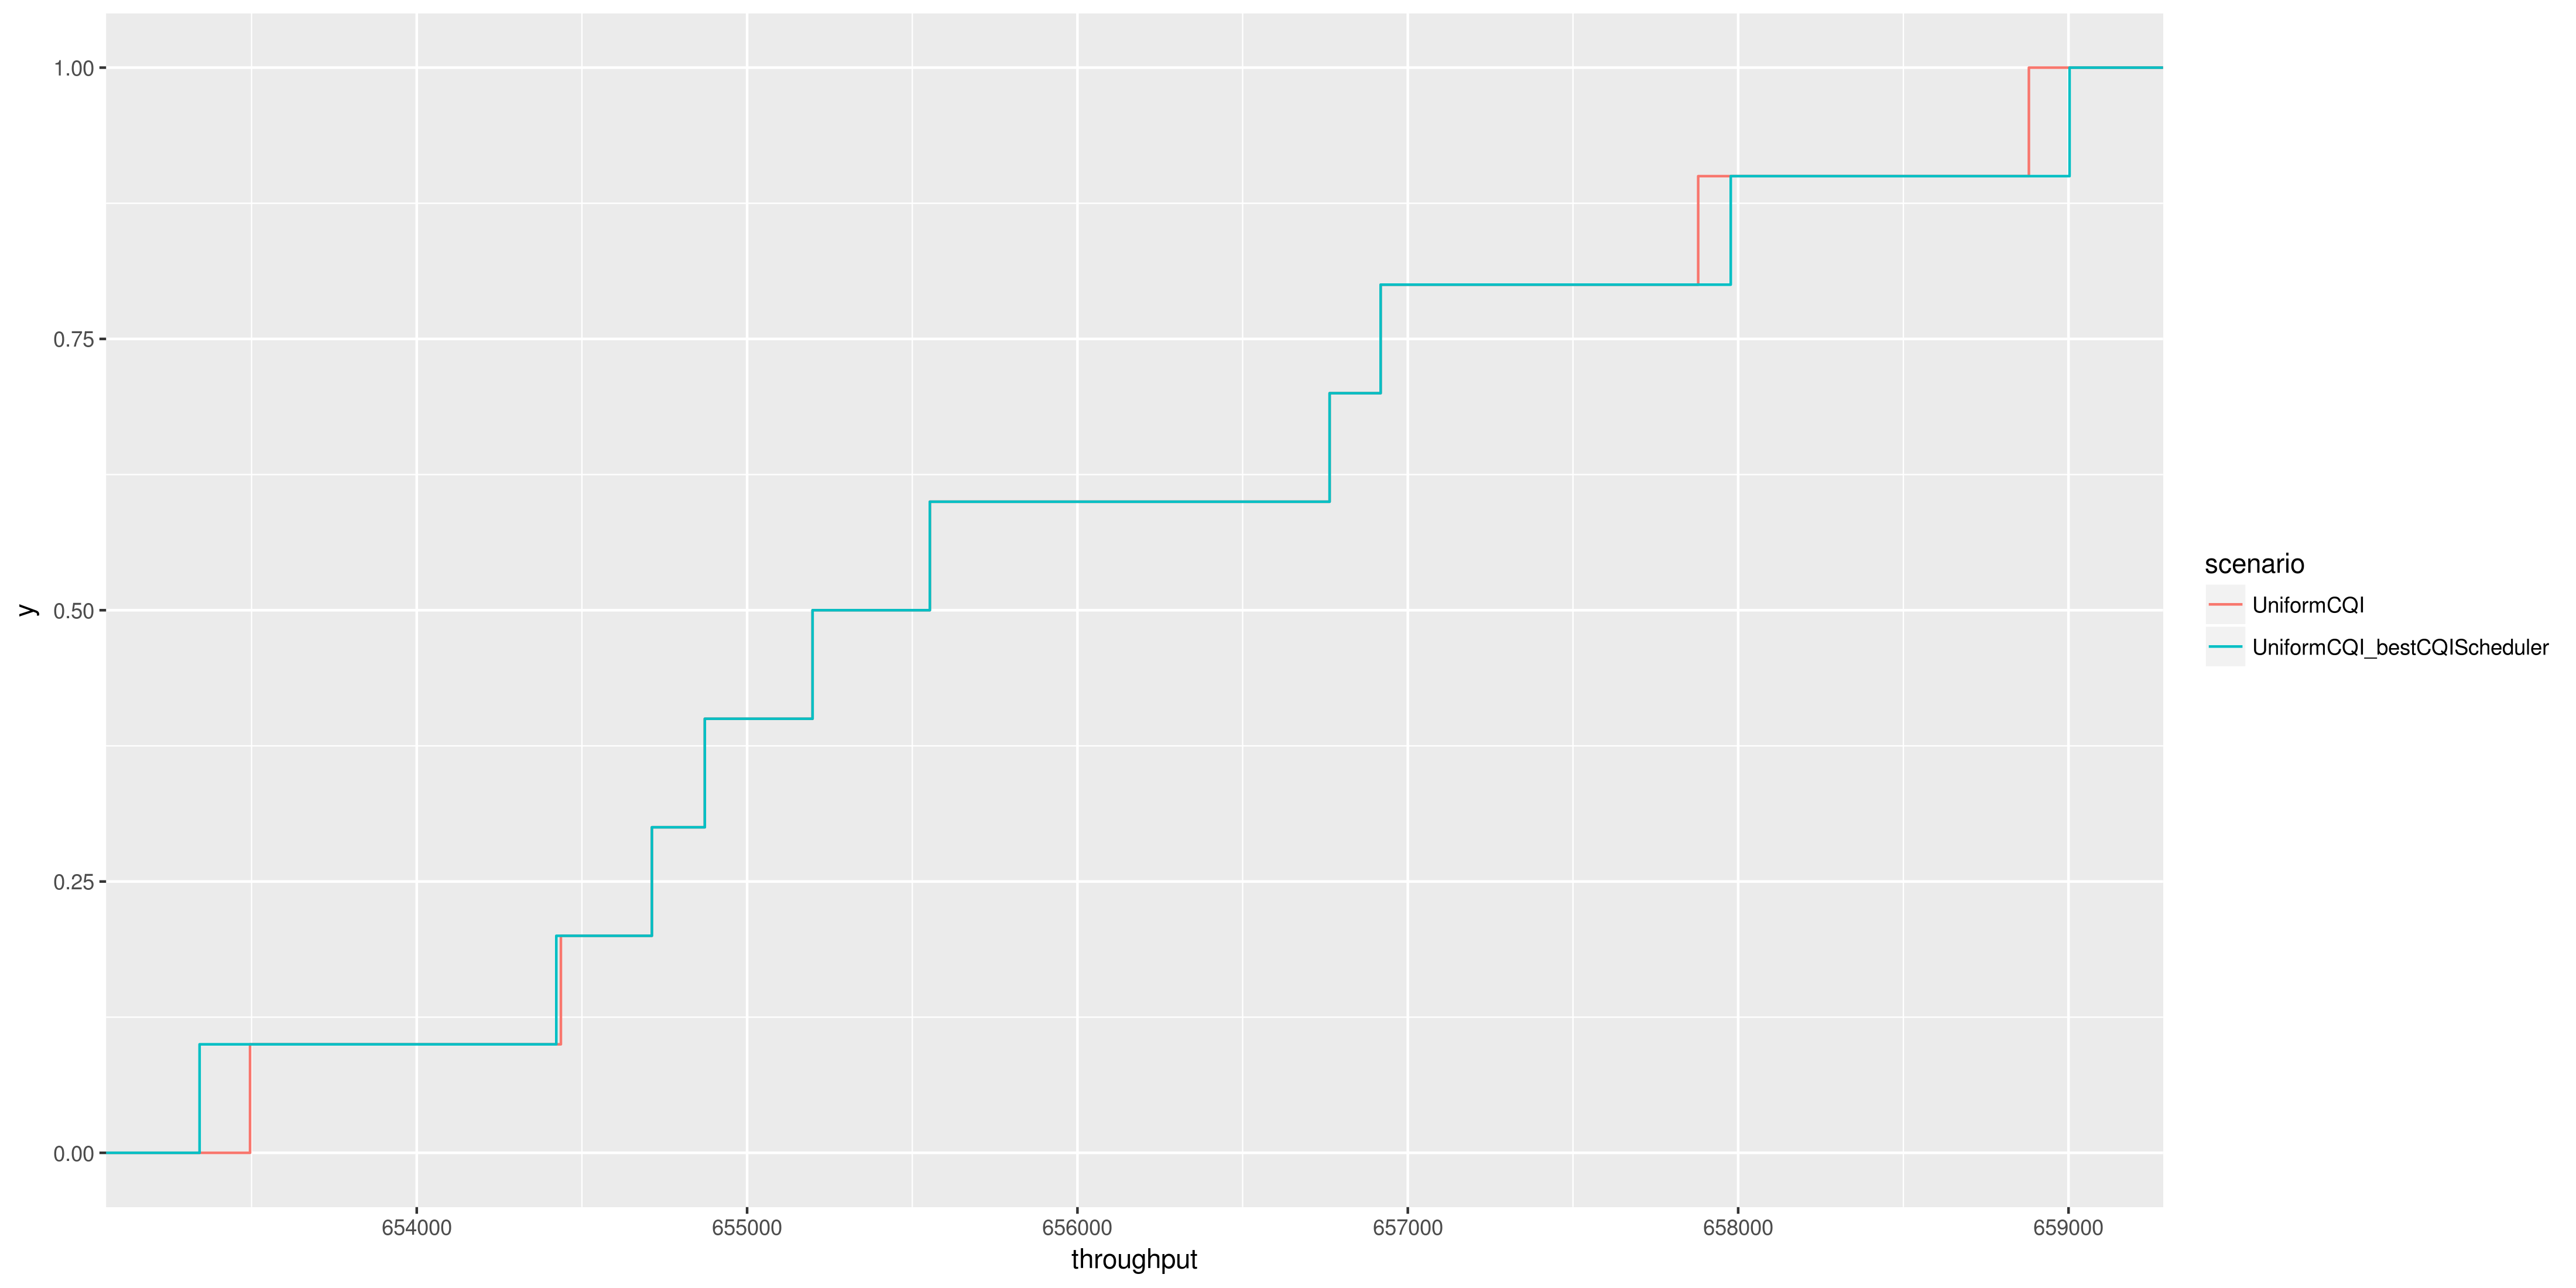 1.00
0.75
0.50
0.25
0.00
y
654000 655000 656000 657000 658000 659000
throughput
scenario
UniformCQI
UniformCQI_bestCQIScheduler